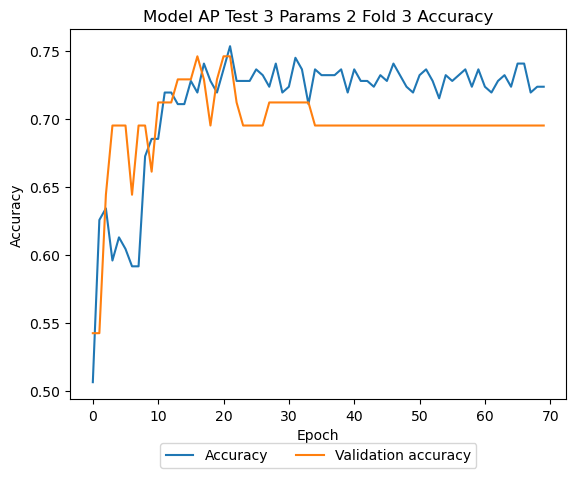 Model AP Test 3 Params 2 Fold 3 Accuracy
0.75
0.70
0.65
0.60
0.55
0.50
Accuracy
0 10 20 30 40 50 60 70
Epoch
Accuracy Validation accuracy